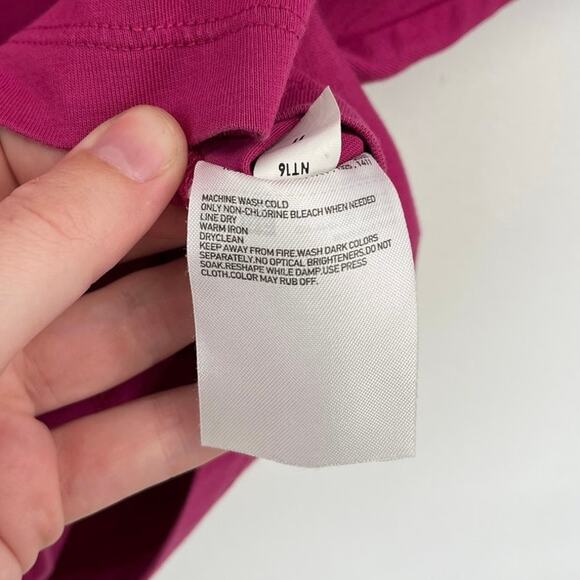 NT16
MACHINE WASH COLD
ONLY NON-CHLORINE BLEACH WHEN NEEDED
LINE DRY
WARM IRON
DRYCLEAN
KEEP AWAY FROM FIRE.WASH DARK COLORS
SEPARATELY.NO OPTICAL BRIGHTENERS.DO NOT
SOAK.RESHAPE WHILE DAMP.USE PRESS
CLOTH.COLOR MAY RUB OFF.